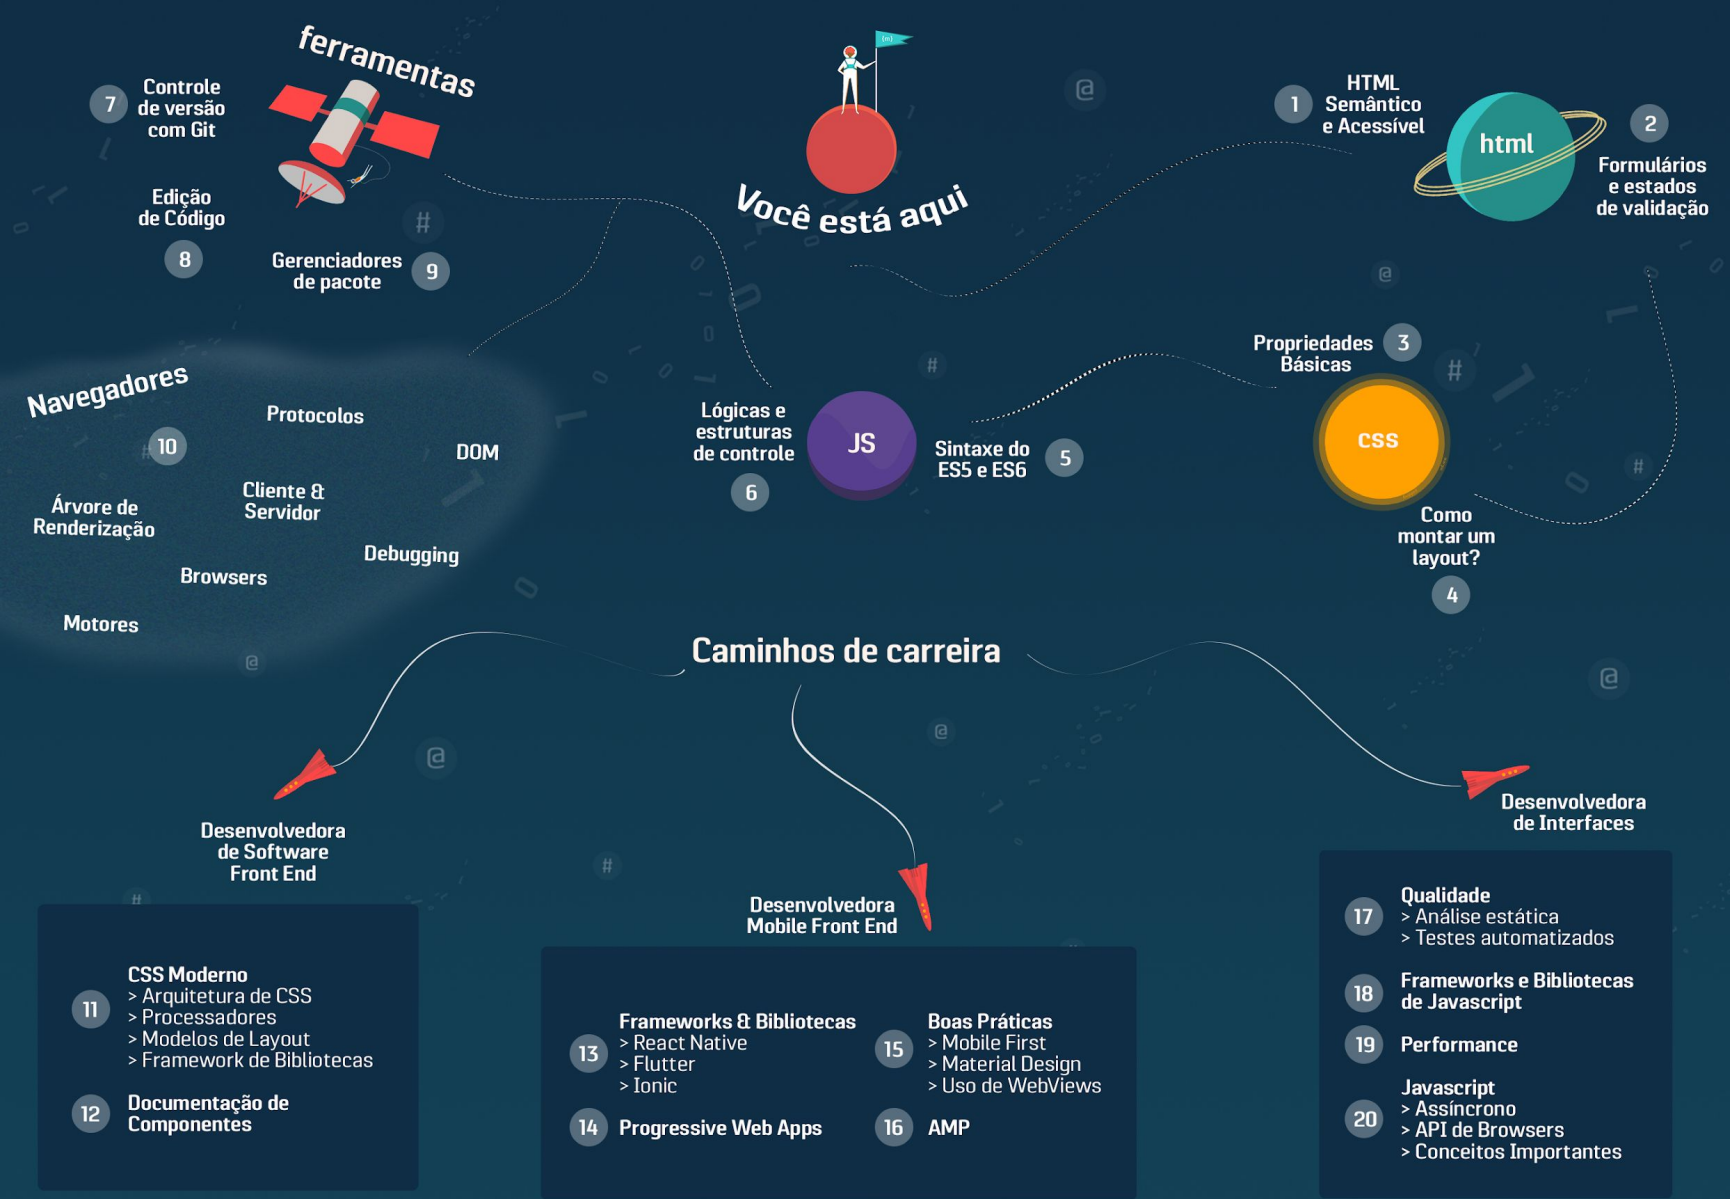 ferramentas
7
Controle
de versão
com Git
Edição
de Código
8
Gerenciadores
de pacote
9
{m}
Você está aqui
1
HTML
Semântico
e Acessível
html
2
Formulários
e estados
de validação
Propriedades
Básicas
3
css
Como
montar um
layout?
4
Sintaxe do
ES5 e ES6
5
JS
Lógicas e
estruturas
de controle
6
Navegadores
10
Protocolos
DOM
Árvore de
Renderização
Cliente &
Servidor
Debugging
Browsers
Motores
Caminhos de carreira
Desenvolvedora
de Software
Front End
11
CSS Moderno
> Arquitetura de CSS
> Processadores
> Modelos de Layout
> Framework de Bibliotecas
12
Documentação de
Componentes
Desenvolvedora
Mobile Front End
13
Frameworks & Bibliotecas
> React Native
> Flutter
> Ionic
14
Progressive Web Apps
15
Boas Práticas
> Mobile First
> Material Design
> Uso de WebViews
16
AMP
Desenvolvedora
de Interfaces
17
Qualidade
> Análise estática
> Testes automatizados
18
Frameworks e Bibliotecas
de Javascript
19
Performance
20
Javascript
> Assíncrono
> API de Browsers
> Conceitos Importantes